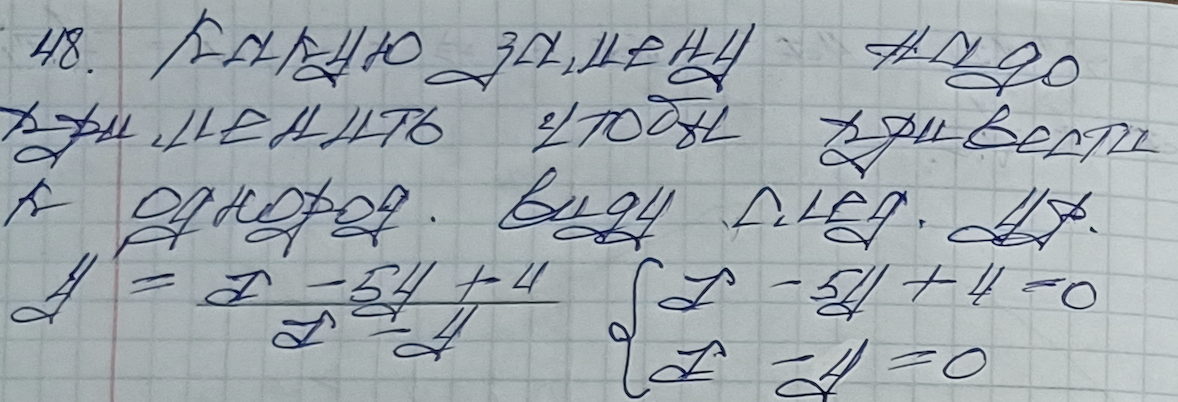 48. Какую замену надо
применить чтобы привести
к однород. виду след. ур.
y = \frac{x - 5y + 4}{x - y} \begin{cases} x - 5y + 4 = 0 \\ x - y = 0 \end{cases}